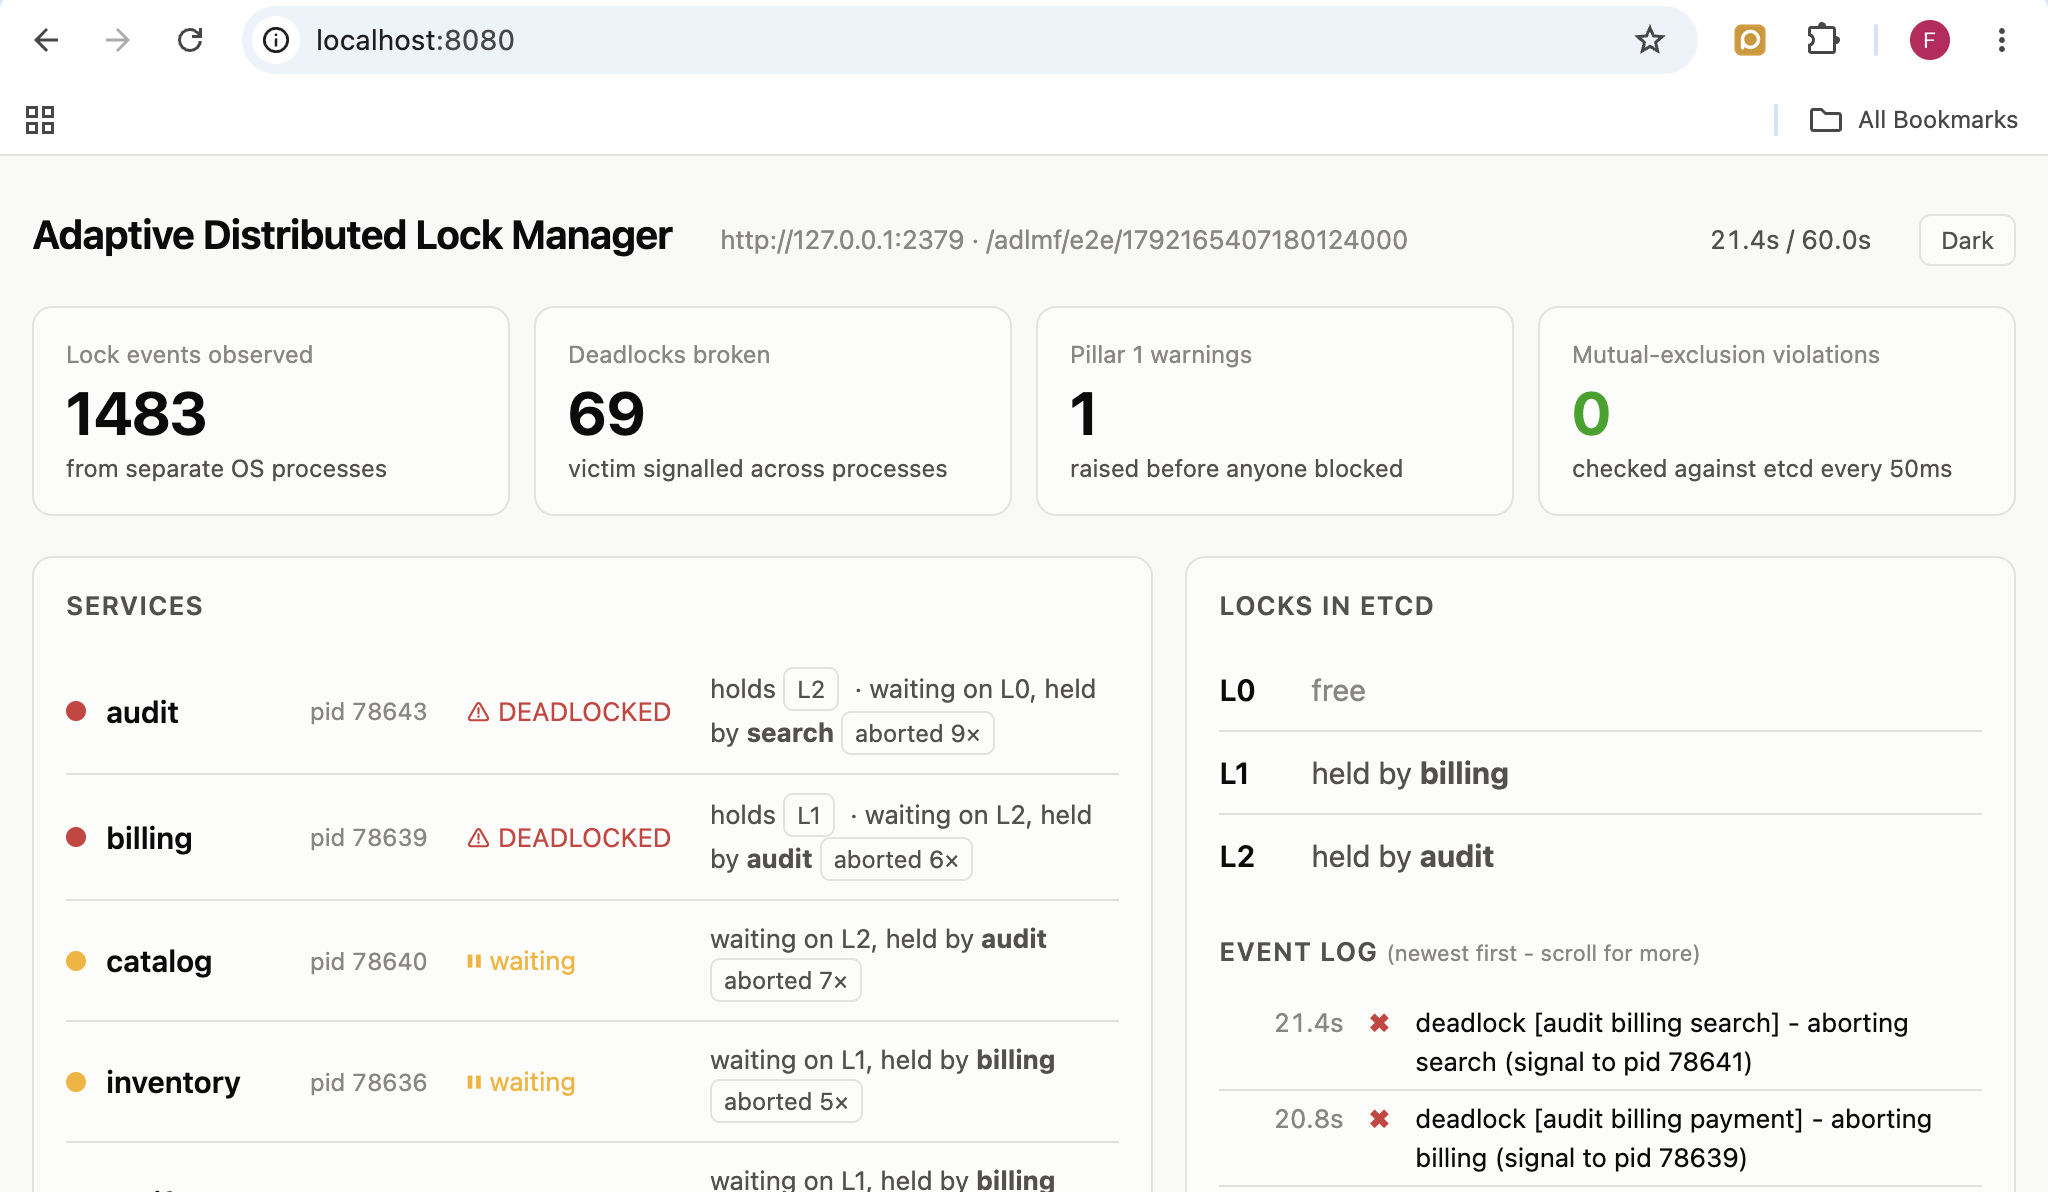 localhost:8080
F
All Bookmarks
Adaptive Distributed Lock Manager
http://127.0.0.1:2379 · /adlmf/e2e/1792165407180124000
21.4s / 60.0s
Dark
Lock events observed
1483
from separate OS processes
Deadlocks broken
69
victim signalled across processes
Pillar 1 warnings
1
raised before anyone blocked
Mutual-exclusion violations
0
checked against etcd every 50ms
SERVICES
audit
pid 78643
DEADLOCKED
holds L2 · waiting on L0, held
by search aborted 9×
billing
pid 78639
DEADLOCKED
holds L1 · waiting on L2, held
by audit aborted 6×
catalog
pid 78640
waiting
waiting on L2, held by audit
aborted 7×
inventory
pid 78636
waiting
waiting on L1, held by billing
aborted 5×
waiting on L1, held by billing
LOCKS IN ETCD
L0 free
L1 held by billing
L2 held by audit
EVENT LOG (newest first - scroll for more)
21.4s ✖ deadlock [audit billing search] - aborting
search (signal to pid 78641)
20.8s ✖ deadlock [audit billing payment] - aborting
billing (signal to pid 78639)